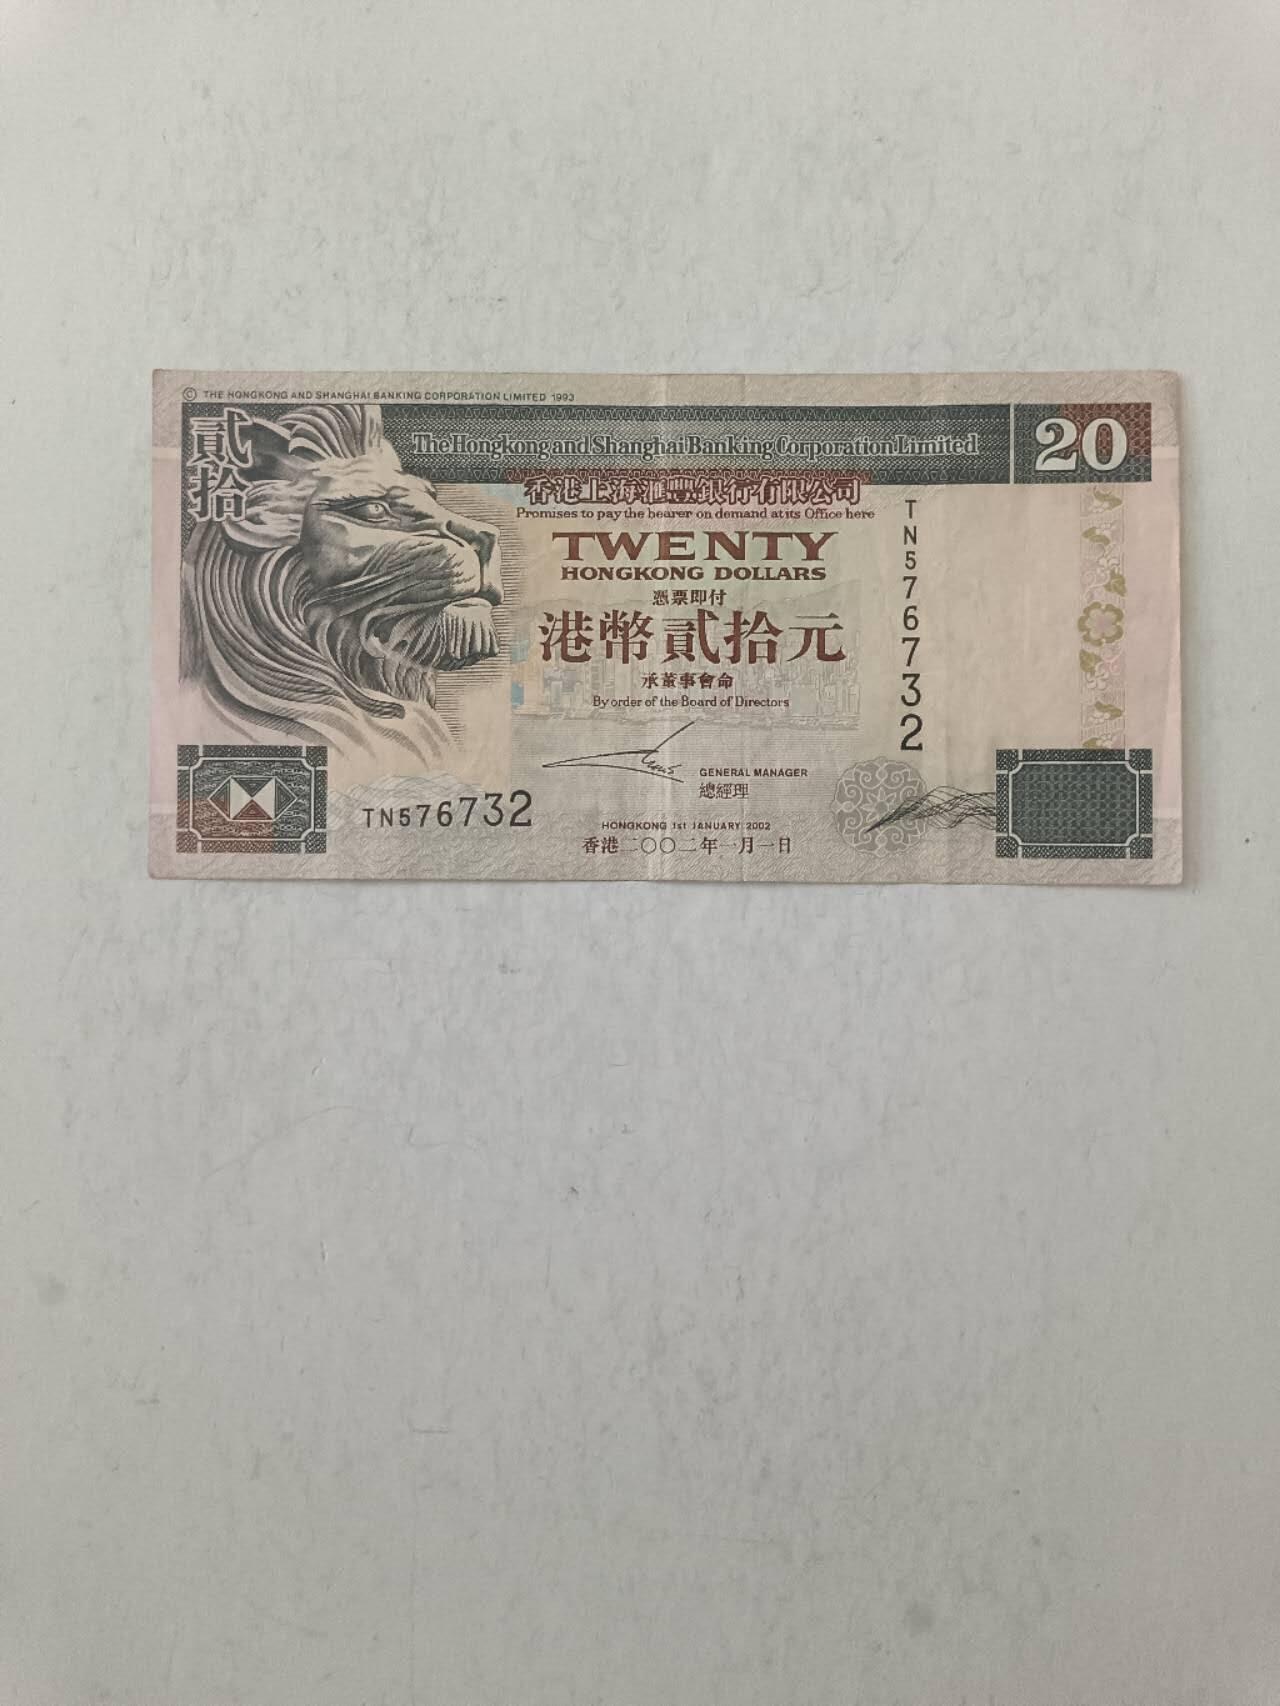 © THE HONGKONG AND SHANGHAI BANKING CORPORATION LIMITED 1993
貳拾
The Hongkong and Shanghai Banking Corporation Limited
20
香港上海滙豐銀行有限公司
Promises to pay the bearer on demand at its Office here
TWENTY
HONGKONG DOLLARS
憑票即付
港幣貳拾元
承董事會命
By order of the Board of Directors
TN576732
GENERAL MANAGER
總經理
TN576732
HONGKONG 1st JANUARY 2002
香港二〇〇二年一月一日